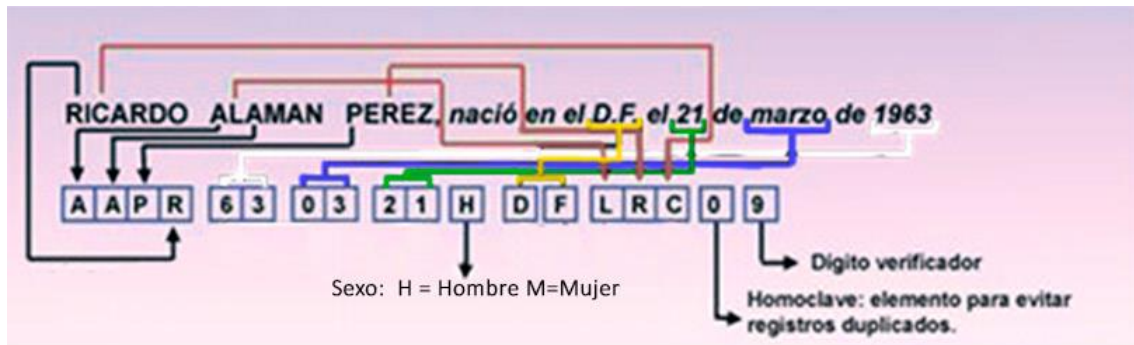 RICARDO ALAMAN PEREZ, nació en el D.F. el 21 de marzo de 1963
A A P R 6 3 0 3 2 1 H D F L R C 0 9
Digito verificador
Sexo: H = Hombre M=Mujer
Homoclave: elemento para evitar
registros duplicados.